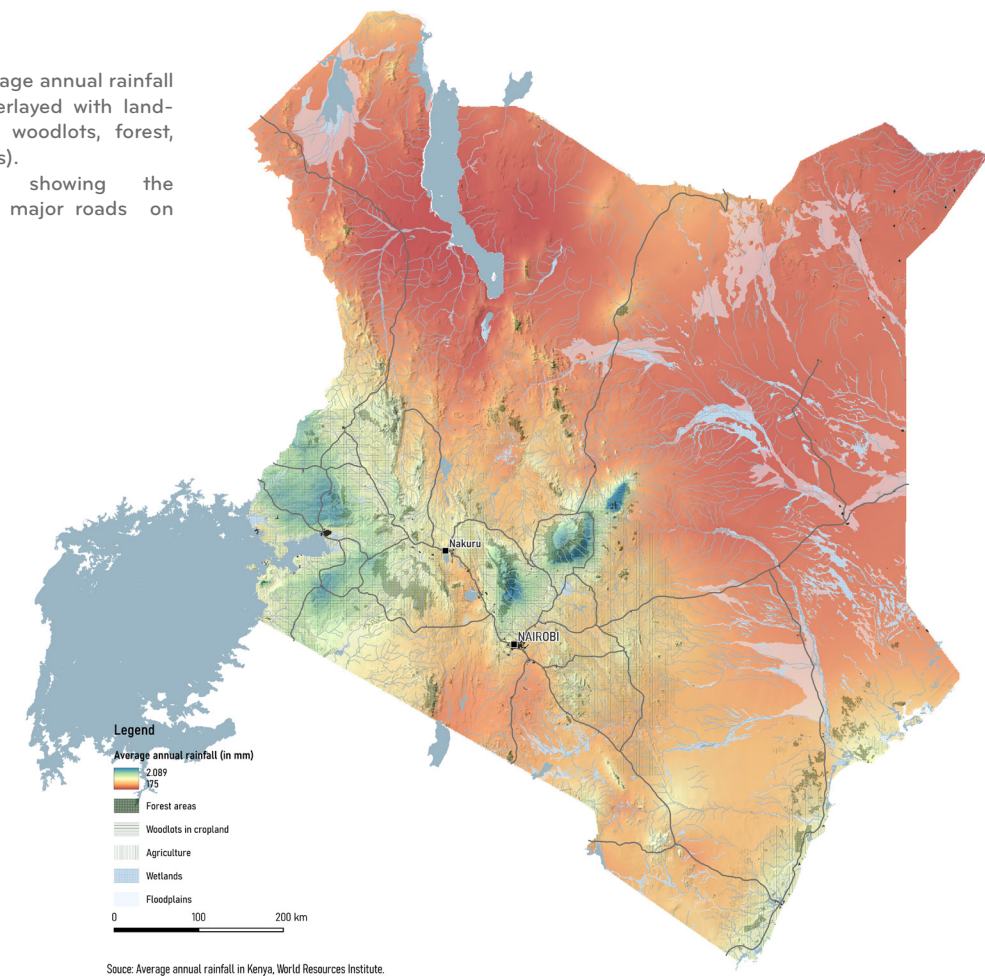 age annual rainfall
erlayed with land-
woodlots, forest,
s).
showing the
major roads on
Nakuru
NAIROBI
Legend
Average annual rainfall (in mm)
2.089
175
Forest areas
Woodlots in cropland
Agriculture
Wetlands
Floodplains
0 100 200 km
Souce: Average annual rainfall in Kenya, World Resources Institute.